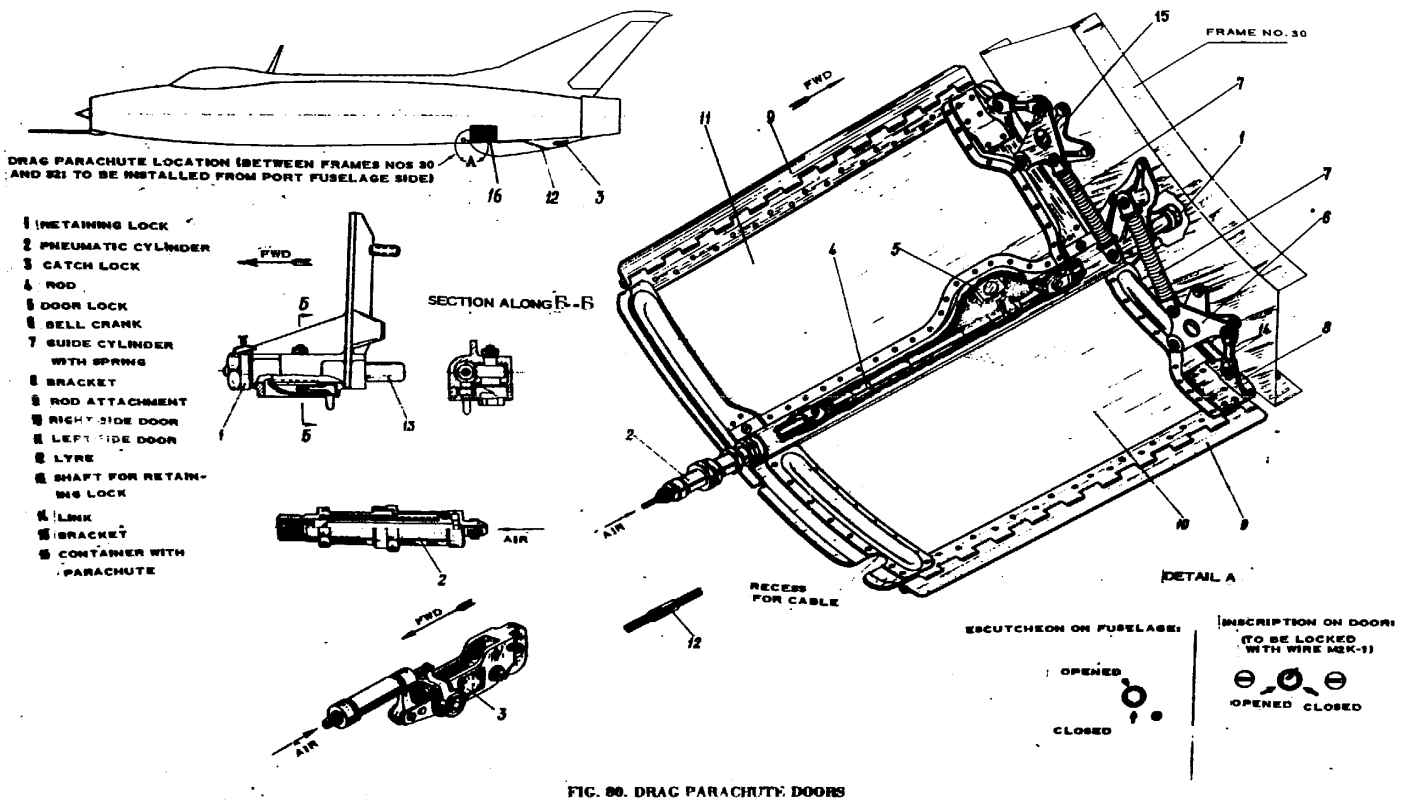 DRAG PARACHUTE LOCATION (BETWEEN FRAMES NOS 30
AND 32; TO BE INSTALLED FROM PORT FUSELAGE SIDE)
A
16
12
3
1 RETAINING LOCK
2 PNEUMATIC CYLINDER
3 CATCH LOCK
4 ROD
5 DOOR LOCK
6 BELL CRANK
7 GUIDE CYLINDER
WITH SPRING
8 BRACKET
9 ROD ATTACHMENT
10 RIGHT SIDE DOOR
11 LEFT SIDE DOOR
12 LYRE
13 SHAFT FOR RETAIN-
ING LOCK
14 LINK
15 BRACKET
16 CONTAINER WITH
PARACHUTE
FWD
Б
Б
1
13
SECTION ALONG Б-Б
AIR
2
FWD
3
AIR
12
FWD
15
FRAME NO. 30
7
1
7
6
14
8
9
10
11
9
4
5
2
AIR
RECESS
FOR CABLE
DETAIL A
ESCUTCHEON ON FUSELAGE:
OPENED
CLOSED
INSCRIPTION ON DOOR:
(TO BE LOCKED
WITH WIRE M2K-1)
OPENED CLOSED
FIG. 80. DRAG PARACHUTE DOORS